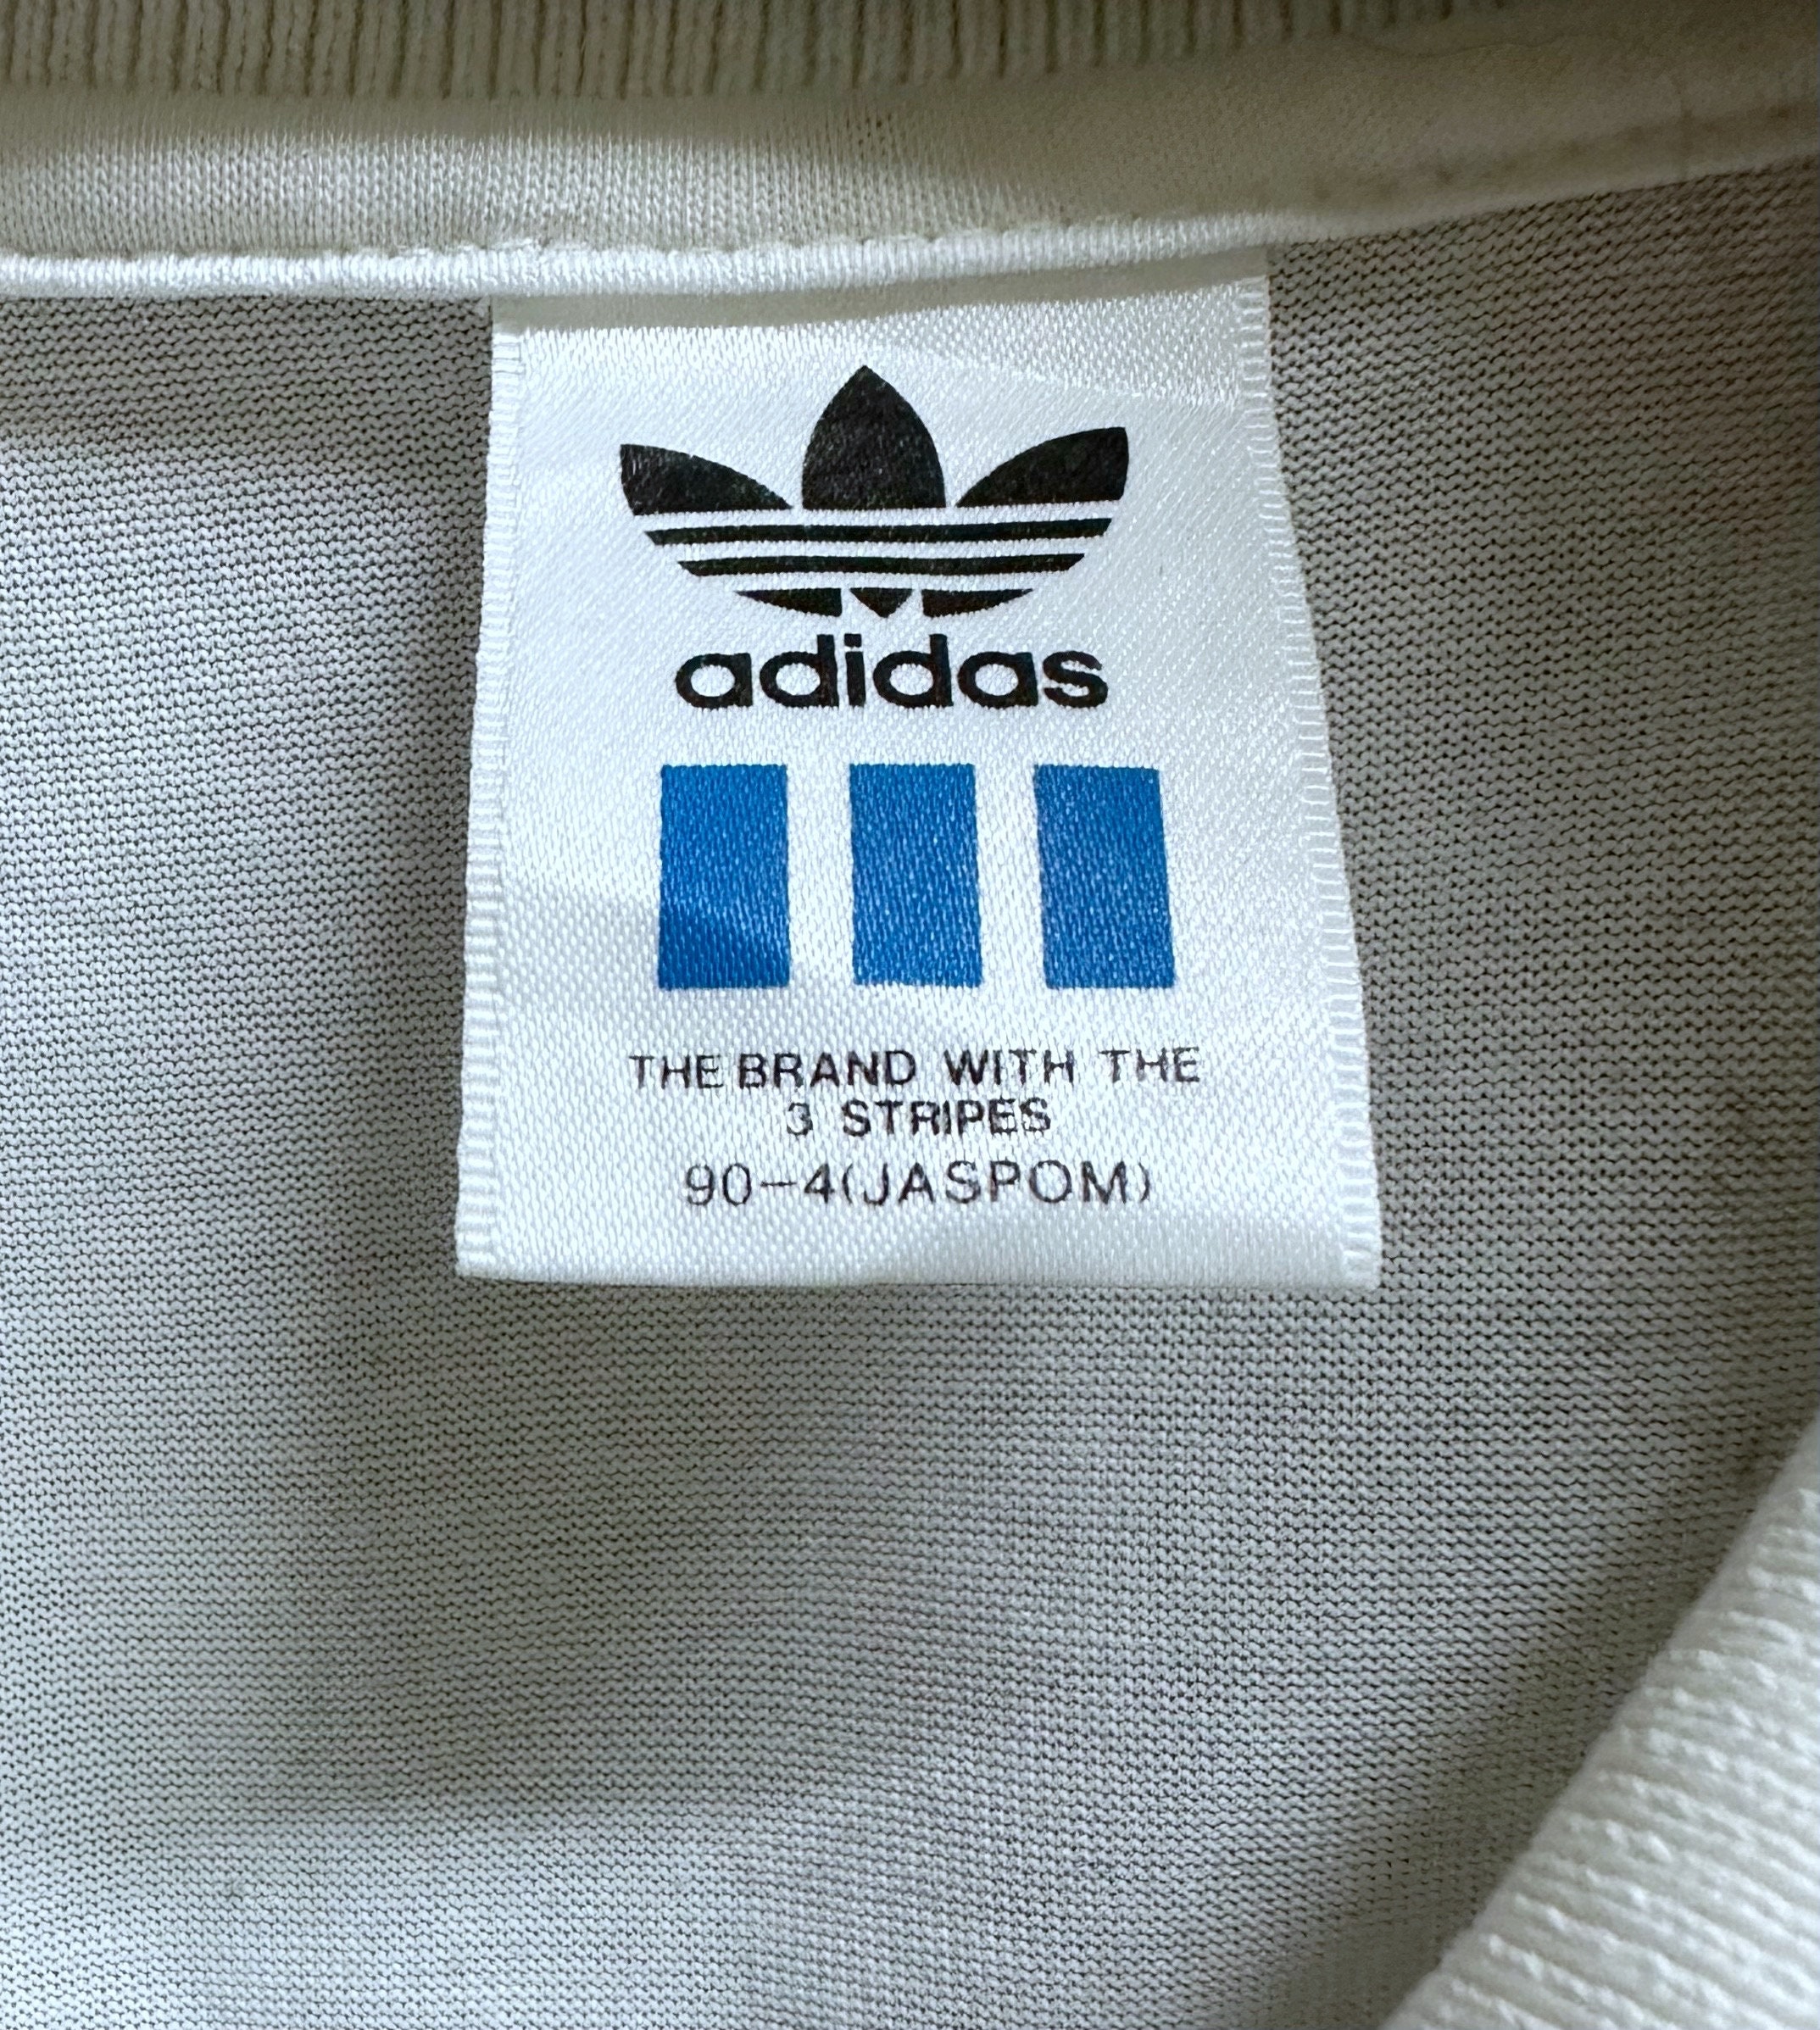 adidas
THE BRAND WITH THE
3 STRIPES
90-4(JASPOM)